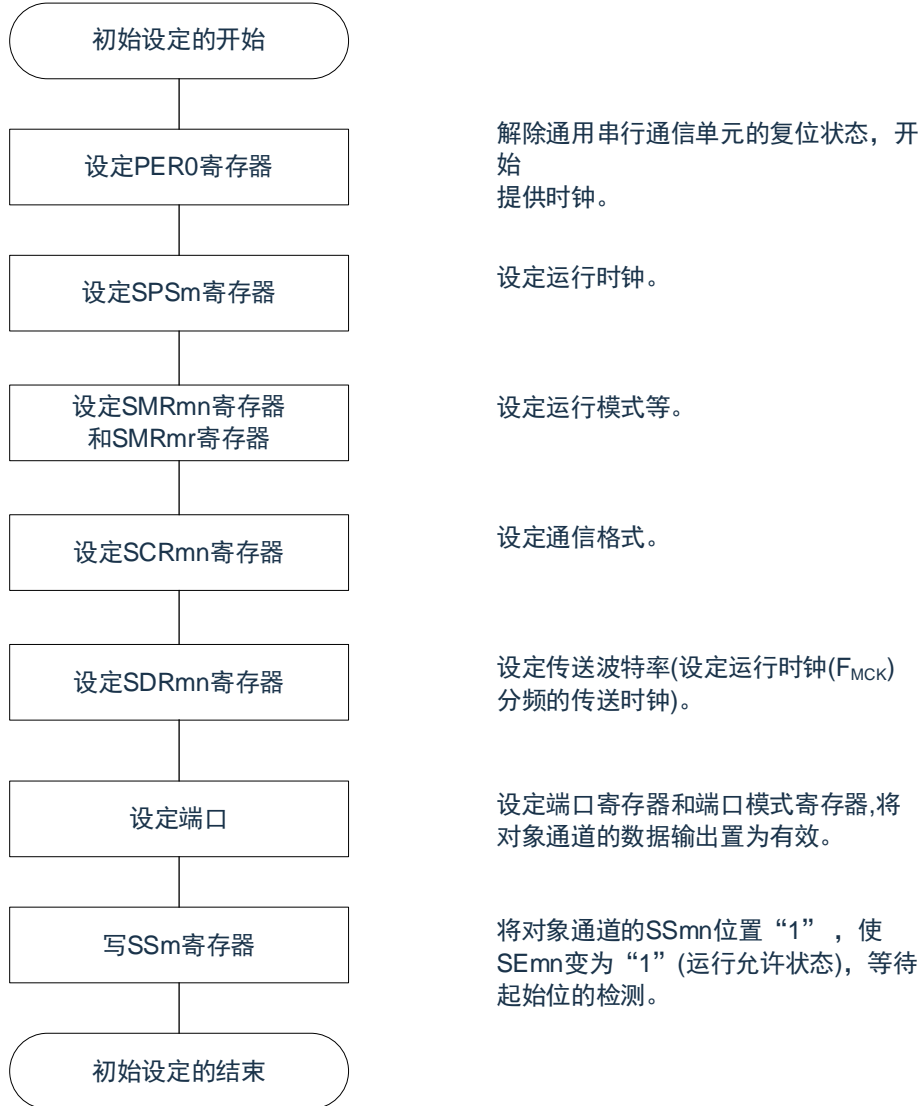 初始设定的开始
设定PER0寄存器
解除通用串行通信单元的复位状态，开
始
提供时钟。
设定SPSm寄存器
设定运行时钟。
设定SMRmn寄存器
和SMRmr寄存器
设定运行模式等。
设定SCRmn寄存器
设定通信格式。
设定SDRmn寄存器
设定传送波特率(设定运行时钟(FMCK)
分频的传送时钟)。
设定端口
设定端口寄存器和端口模式寄存器,将
对象通道的数据输出置为有效。
写SSm寄存器
将对象通道的SSmn位置“1”，使
SEmn变为“1”(运行允许状态)，等待
起始位的检测。
初始设定的结束